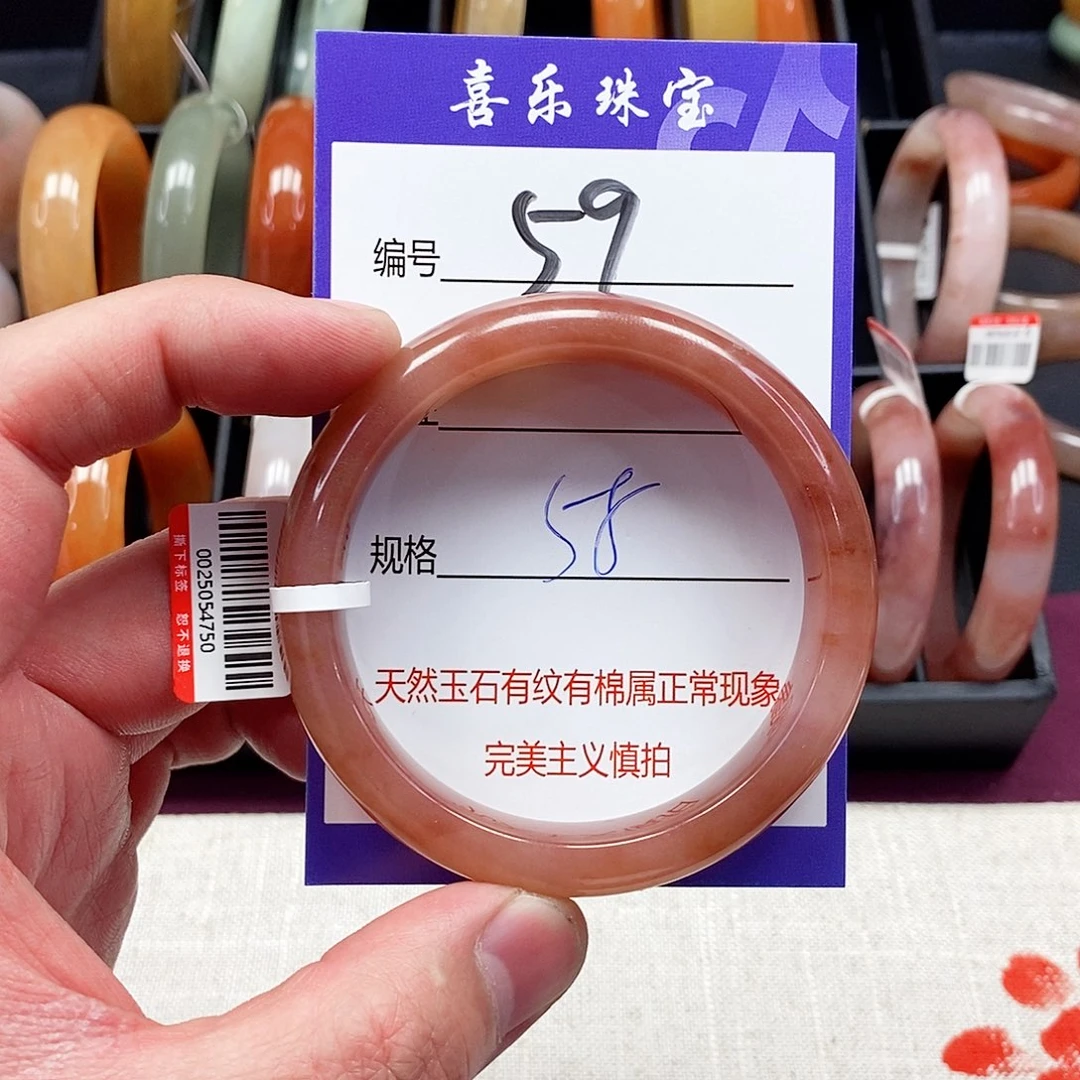 喜乐珠宝
编号 59
规格 58
天然玉石有纹有棉属正常现象
完美主义慎拍
0025054750
撕下标签 恕不退换